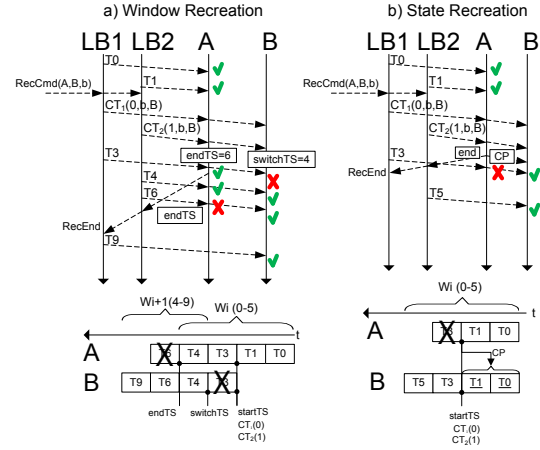 a) Window Recreation
LB1 LB2 A B
T0
RecCmd(A,B,b)
T1
CT1(0,b,B)
CT2(1,b,B)
endTS=6
switchTS=4
T3
T4
T6
endTS
RecEnd
T9
Wi+1(4-9) Wi (0-5)
t
A
T4 T3 T1 T0
B
T9 T6 T4
endTS switchTS startTS
CT1(0)
CT2(1)
b) State Recreation
LB1 LB2 A B
T0
RecCmd(A,B,b)
T1
CT1(0,b,B)
CT2(1,b,B)
end
CP
T3
RecEnd
T5
Wi (0-5)
t
A
T3 T1 T0
CP
B
T5 T3 T1 T0
startTS
CT1(0)
CT2(1)